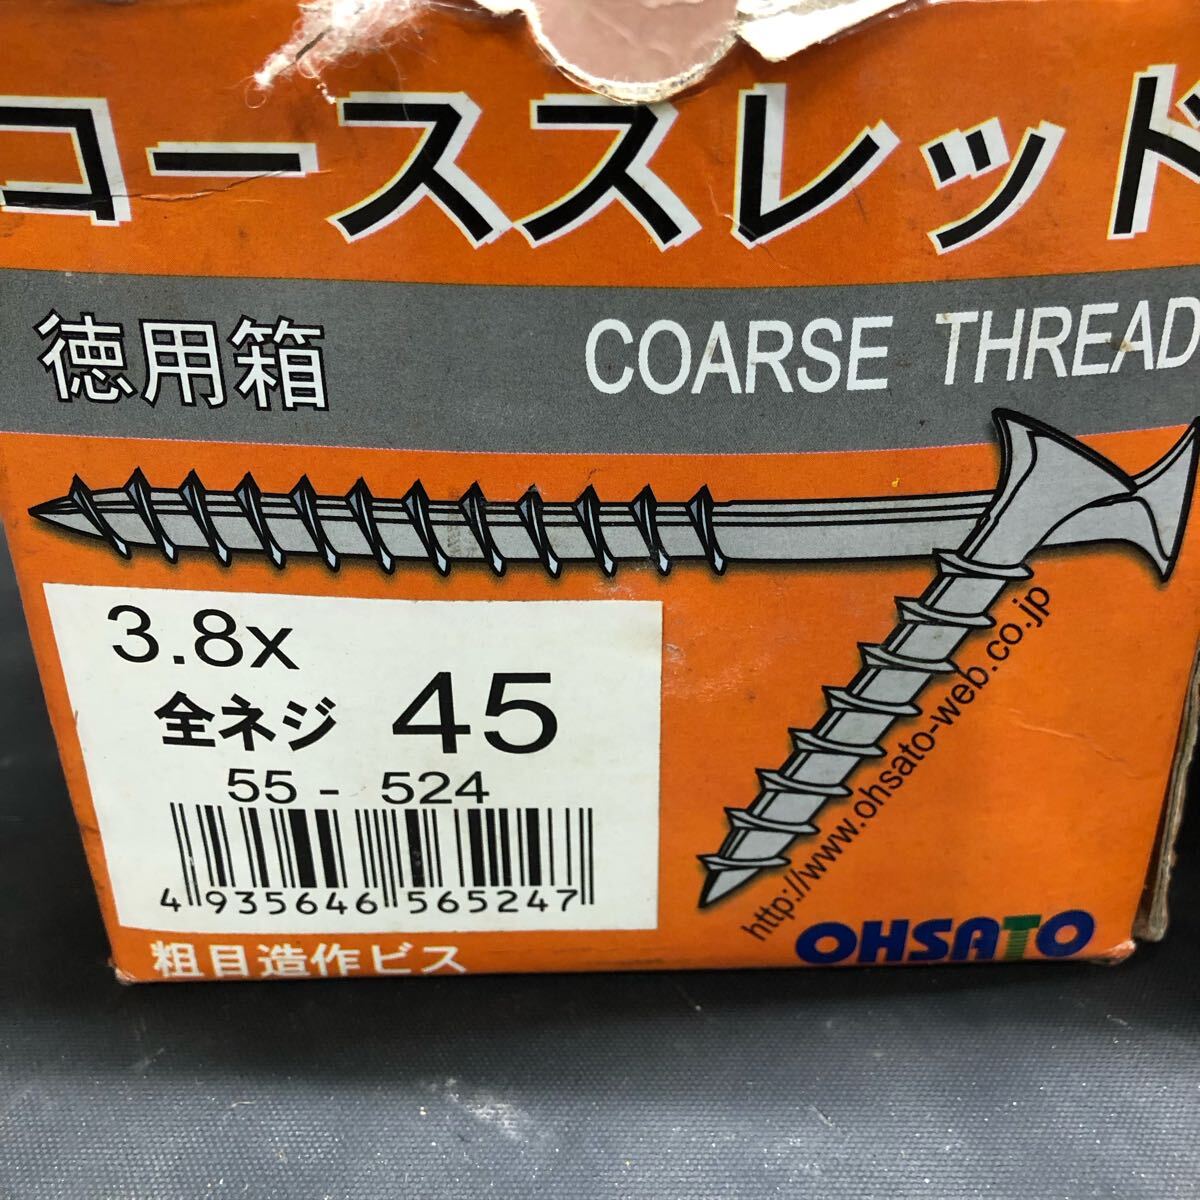 コーススレッド
徳用箱 COARSE THREAD
3.8x
全ネジ 45
55 - 524
4 935646 565247
粗目造作ビス
http://www.ohsato-web.co.jp
OHSATO